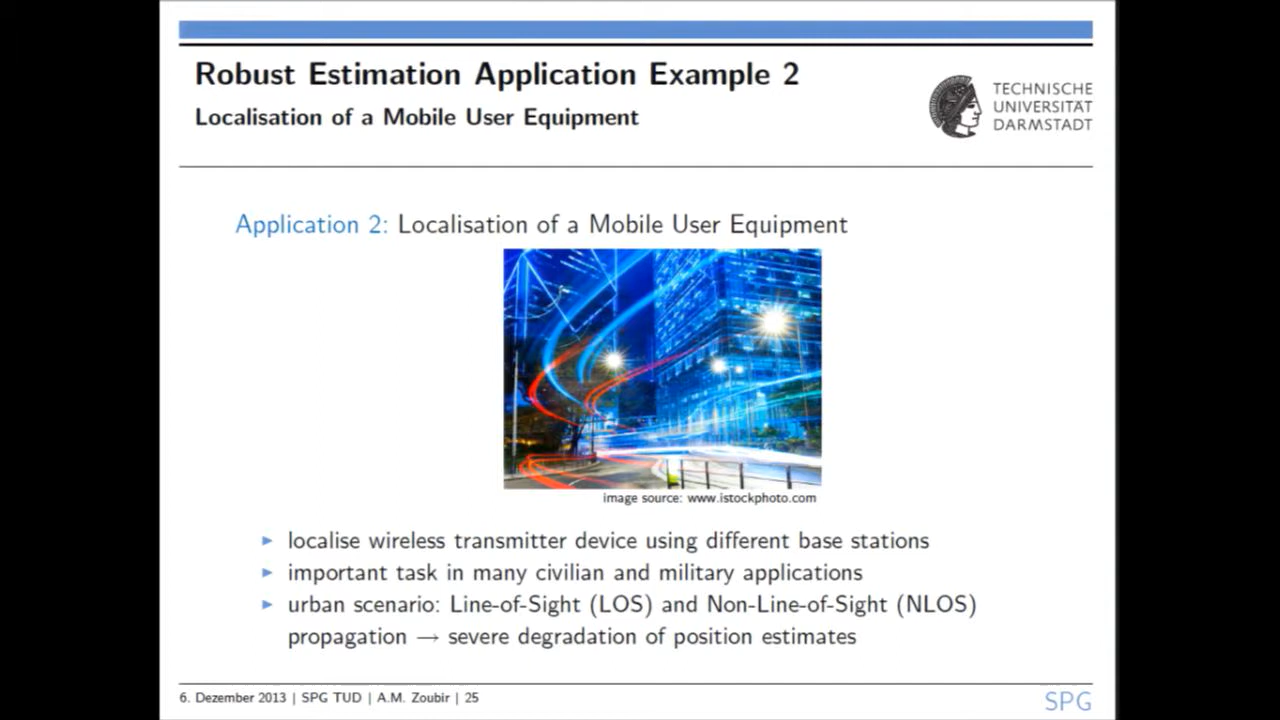 Robust Estimation Application Example 2
Localisation of a Mobile User Equipment
TECHNISCHE
UNIVERSITÄT
DARMSTADT
Application 2: Localisation of a Mobile User Equipment
image source: www.istockphoto.com
▶ localise wireless transmitter device using different base stations
▶ important task in many civilian and military applications
▶ urban scenario: Line-of-Sight (LOS) and Non-Line-of-Sight (NLOS)
propagation → severe degradation of position estimates
6. Dezember 2013 | SPG TUD | A.M. Zoubir | 25
SPG